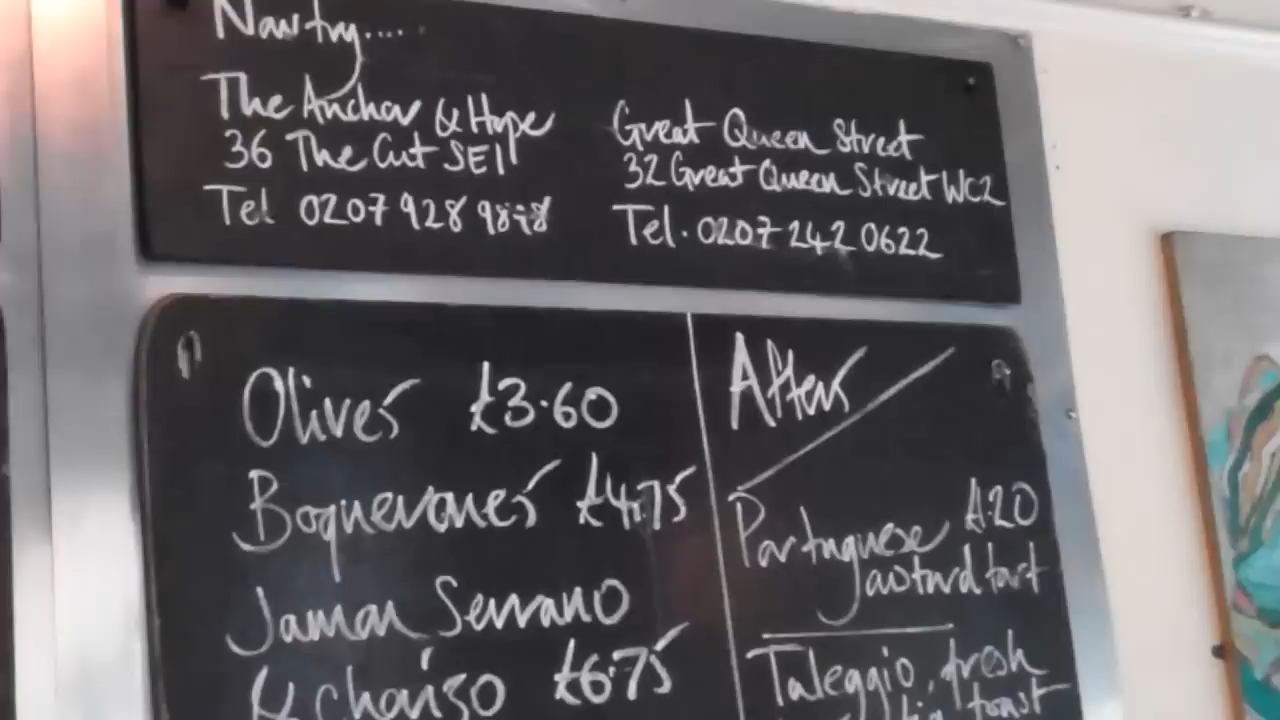 Now try.....
The Anchor & Hope
36 The Cut SE1
Tel 0207 928 9898
Great Queen Street
32 Great Queen Street WC2
Tel. 0207 242 0622
Olives £3.60
Boquerones £4.75
Jamon Serrano
& chorizo £6.75
Afters
Portuguese £1.20
custard tart
Taleggio, fresh
toast